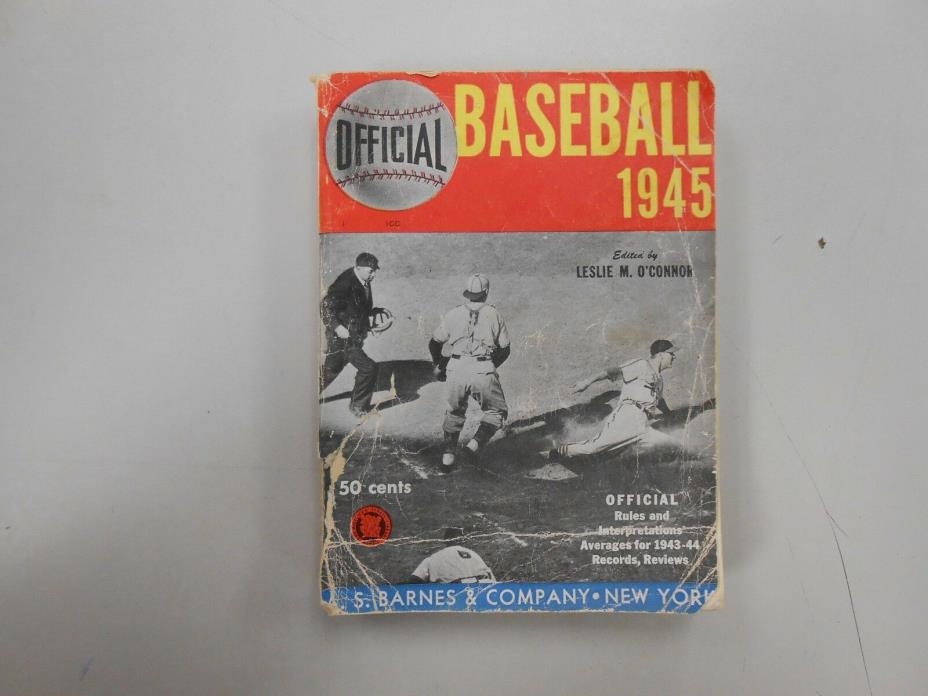 OFFICIAL
BASEBALL
1945
Edited by
LESLIE M. O'CONNOR
50 cents
OFFICIAL
Rules and
Interpretations
Averages for 1943-44
Records, Reviews
A. S. BARNES & COMPANY • NEW YORK